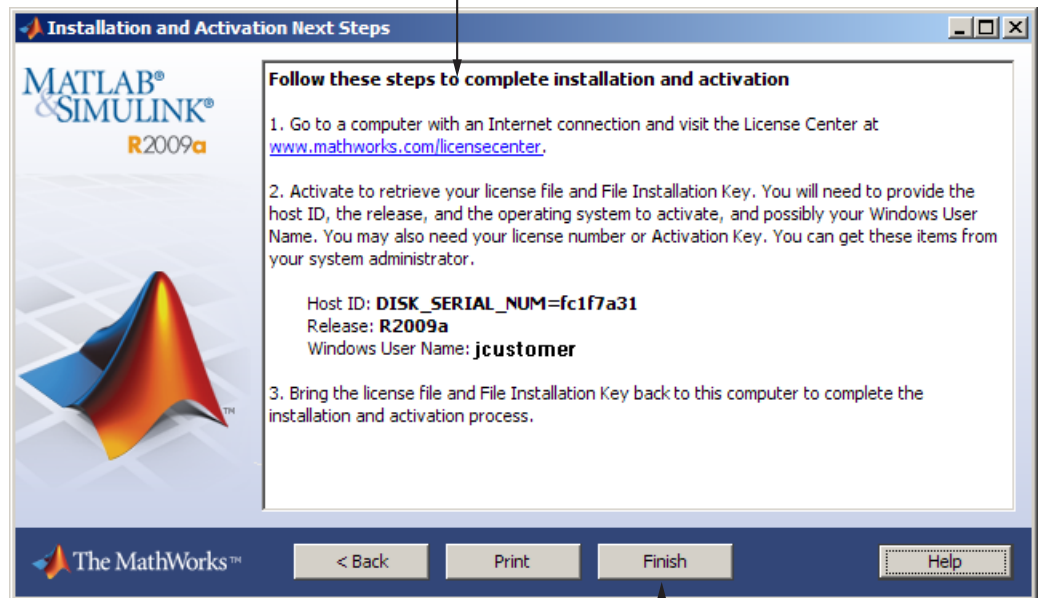 Installation and Activation Next Steps
MATLAB®
&SIMULINK®
R2009a
Follow these steps to complete installation and activation
1. Go to a computer with an Internet connection and visit the License Center at
www.mathworks.com/licensecenter.
2. Activate to retrieve your license file and File Installation Key. You will need to provide the
host ID, the release, and the operating system to activate, and possibly your Windows User
Name. You may also need your license number or Activation Key. You can get these items from
your system administrator.
Host ID: DISK_SERIAL_NUM=fc1f7a31
Release: R2009a
Windows User Name: jcustomer
3. Bring the license file and File Installation Key back to this computer to complete the
installation and activation process.
TM
The MathWorks™
< Back
Print
Finish
Help